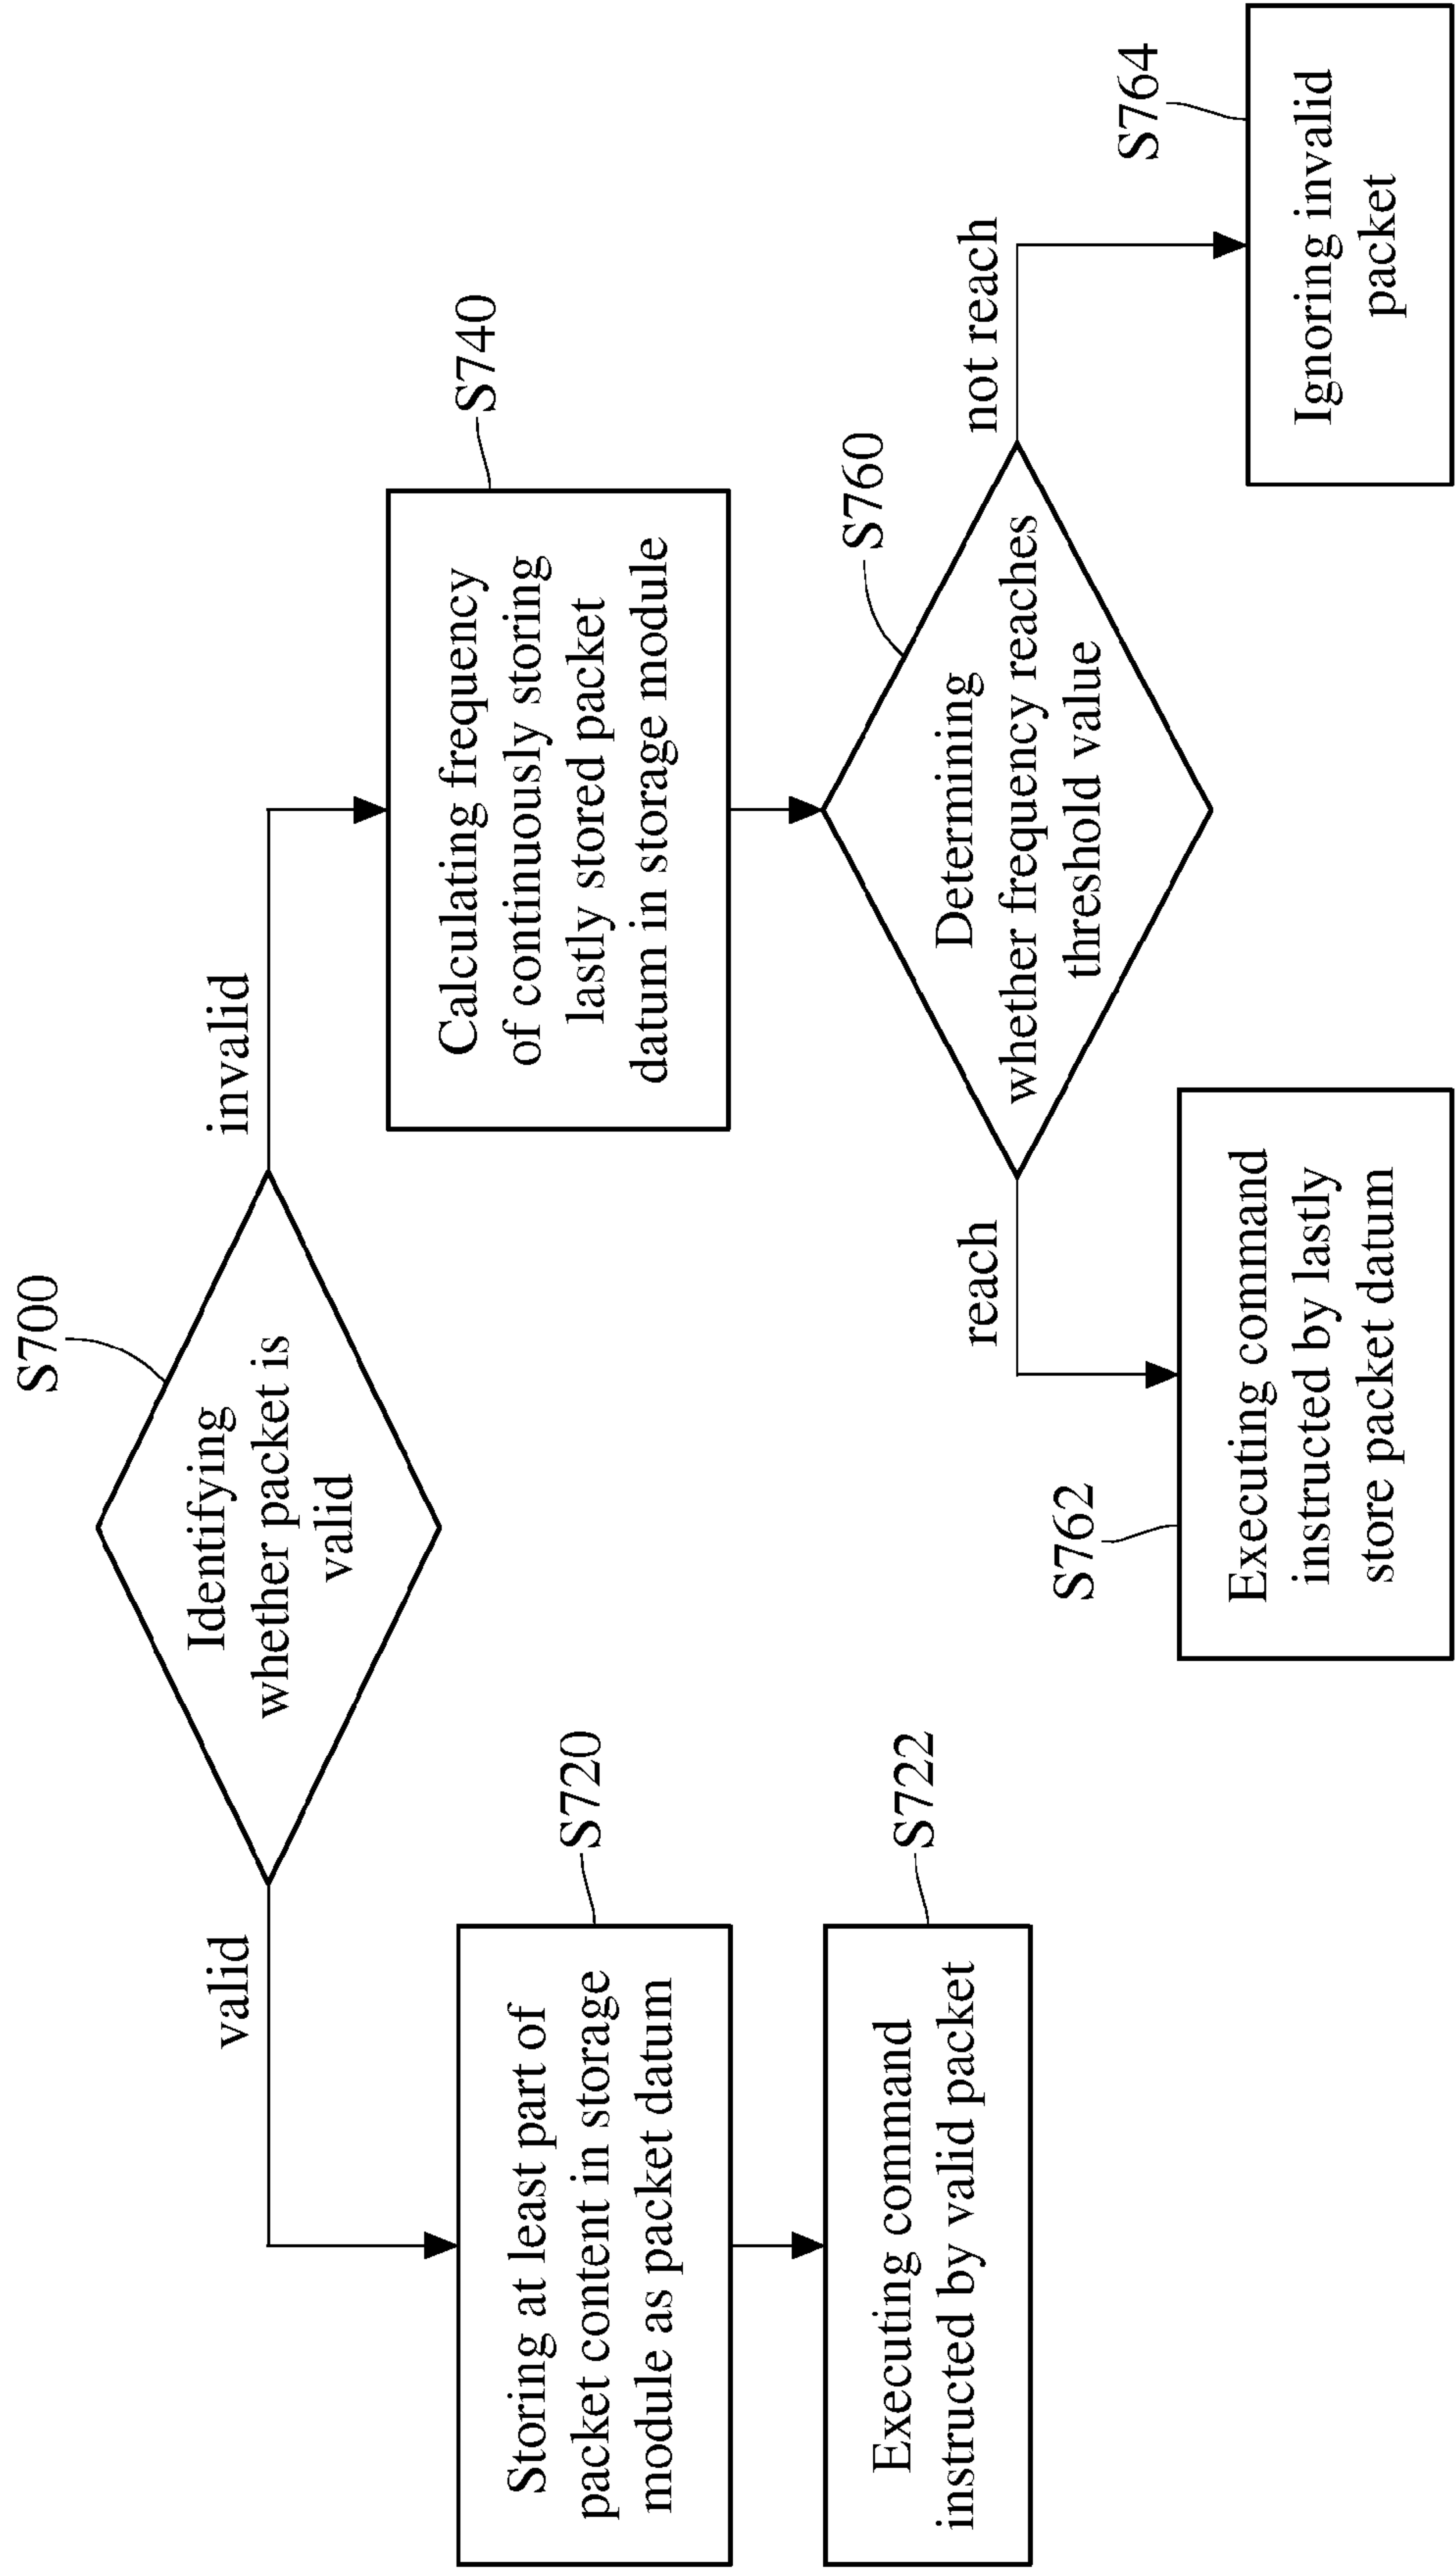 S700
Identifying
whether packet is
valid
valid
invalid
S720
Storing at least part of
packet content in storage
module as packet datum
S722
Executing command
instructed by valid packet
S740
Calculating frequency
of continuously storing
lastly stored packet
datum in storage module
S760
Determining
whether frequency reaches
threshold value
reach
not reach
S762
Executing command
instructed by lastly
store packet datum
S764
Ignoring invalid
packet